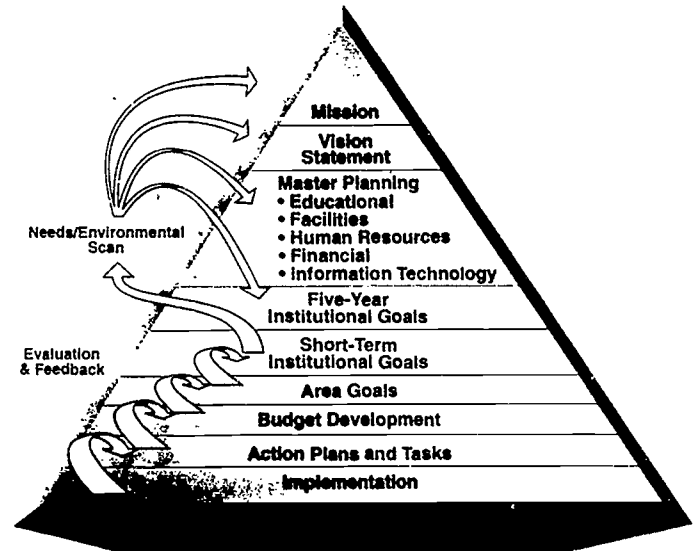 Mission
Vision
Statement
Master Planning
• Educational
• Facilities
• Human Resources
• Financial
• Information Technology
Needs/Environmental
Scan
Five-Year
Institutional Goals
Short-Term
Institutional Goals
Evaluation
& Feedback
Area Goals
Budget Development
Action Plans and Tasks
Implementation